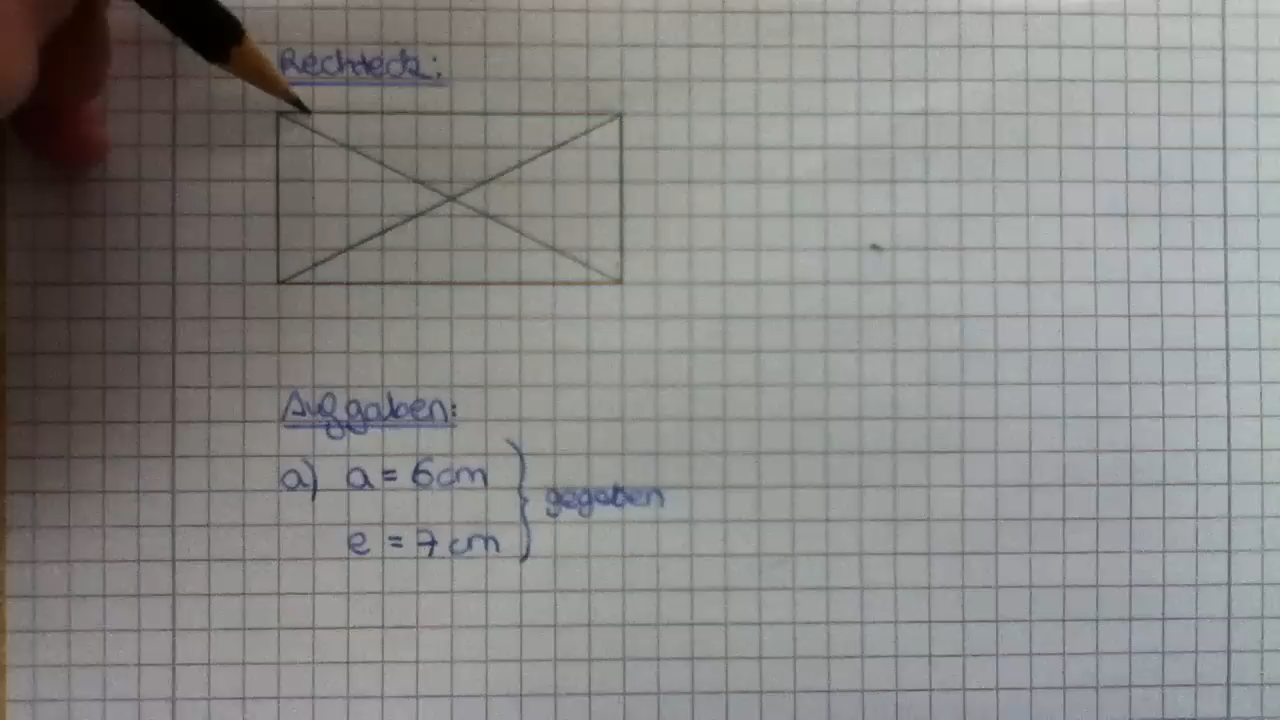 Rechteck:
Aufgaben:
a) a = 6cm
e = 7cm
gegeben